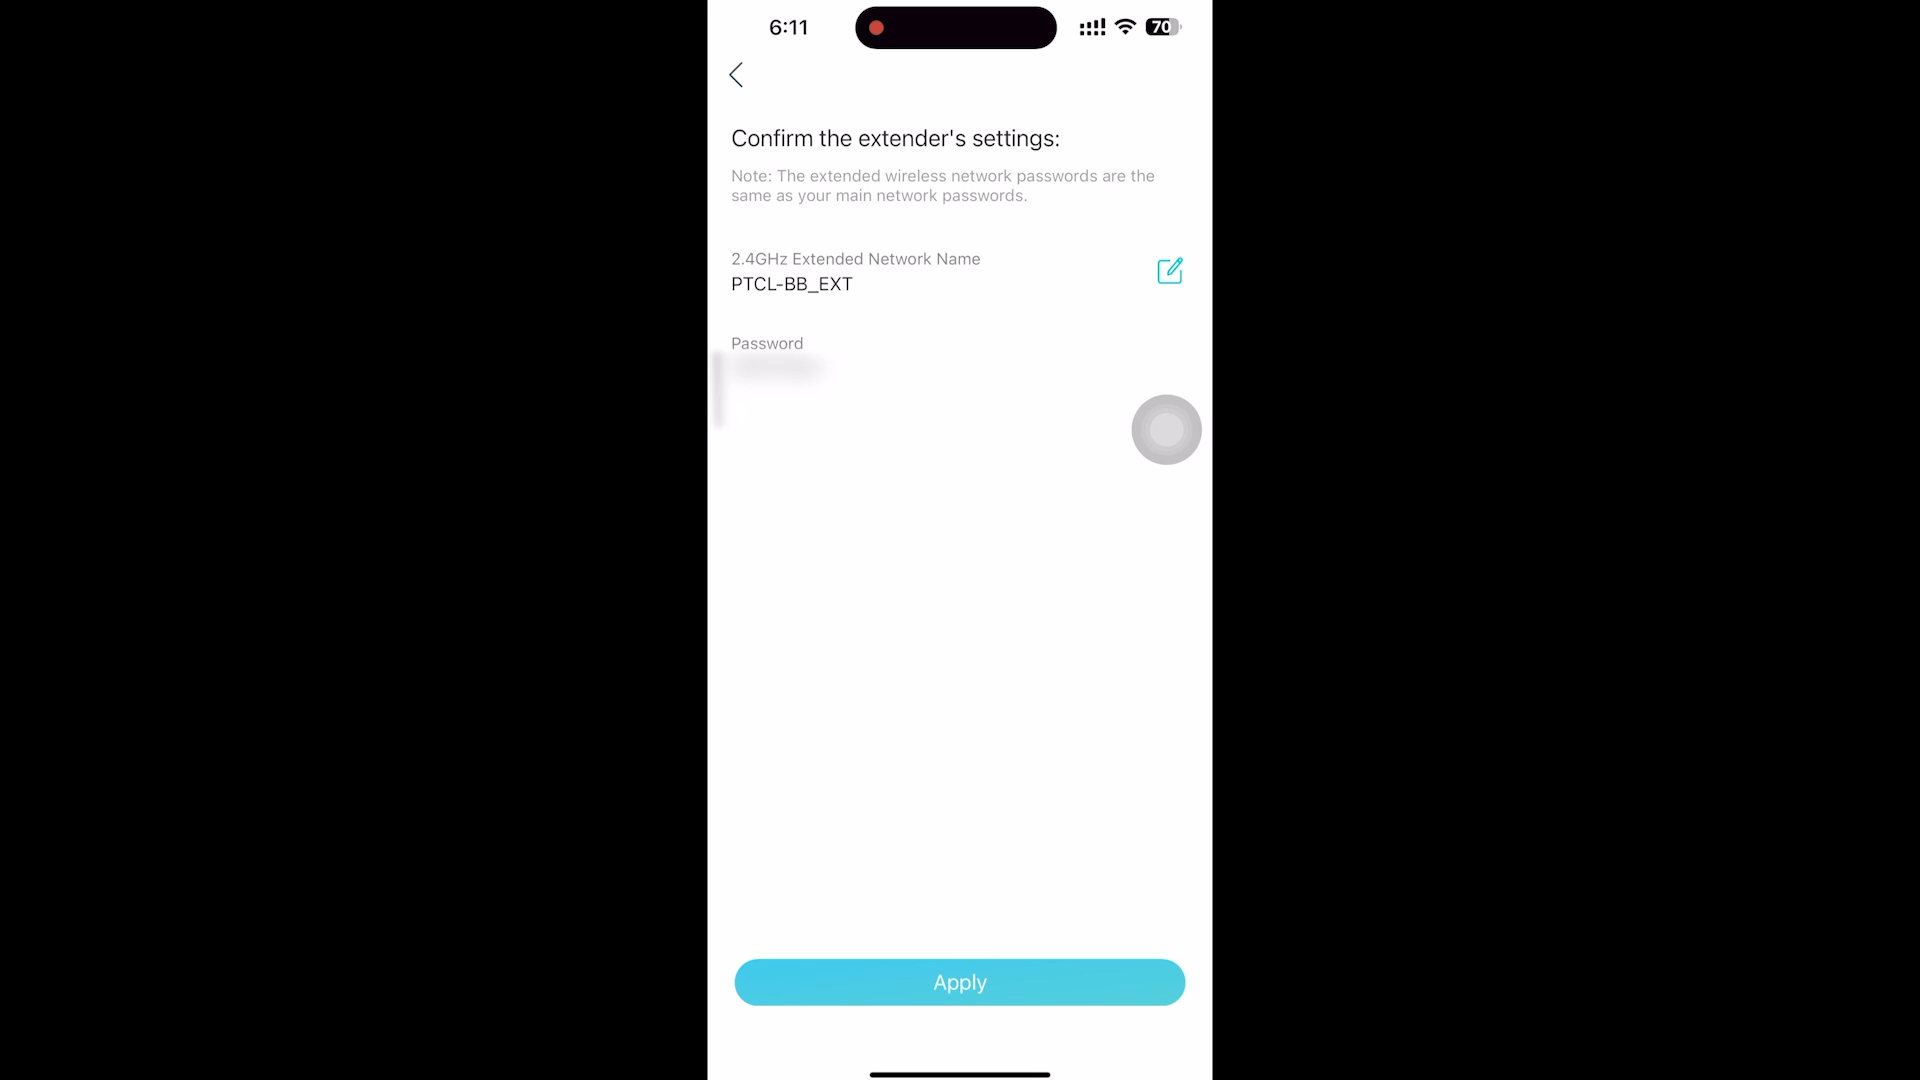 6:11
70
Confirm the extender's settings:
Note: The extended wireless network passwords are the
same as your main network passwords.
2.4GHz Extended Network Name
PTCL-BB_EXT
Password
Apply